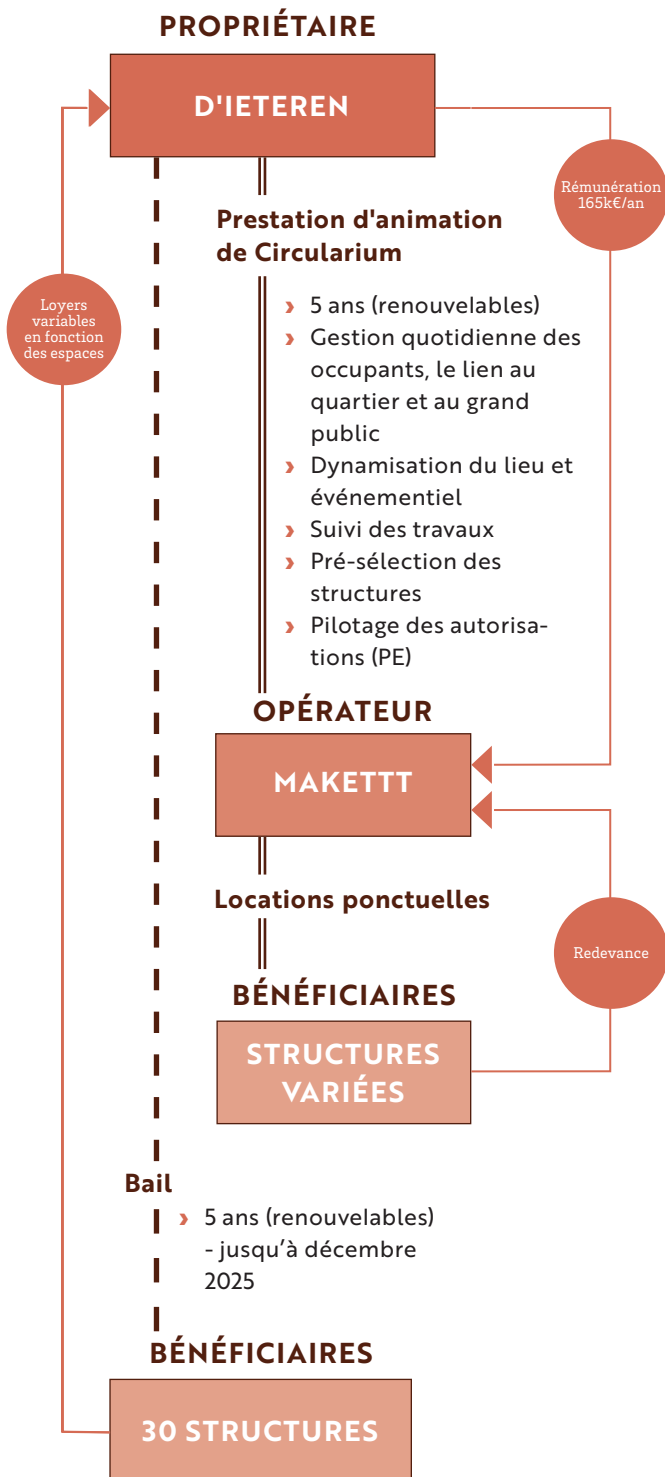 PROPRIÉTAIRE
D'IETEREN
Rémunération
165k€/an
Prestation d'animation
de Circularium
Loyers
variables
en fonction
des espaces
› 5 ans (renouvelables)
› Gestion quotidienne des
occupants, le lien au
quartier et au grand
public
› Dynamisation du lieu et
événementiel
› Suivi des travaux
› Pré-sélection des
structures
› Pilotage des autorisa-
tions (PE)
OPÉRATEUR
MAKETTT
Locations ponctuelles
Redevance
BÉNÉFICIAIRES
STRUCTURES
VARIÉES
Bail
› 5 ans (renouvelables)
- jusqu’à décembre
2025
BÉNÉFICIAIRES
30 STRUCTURES